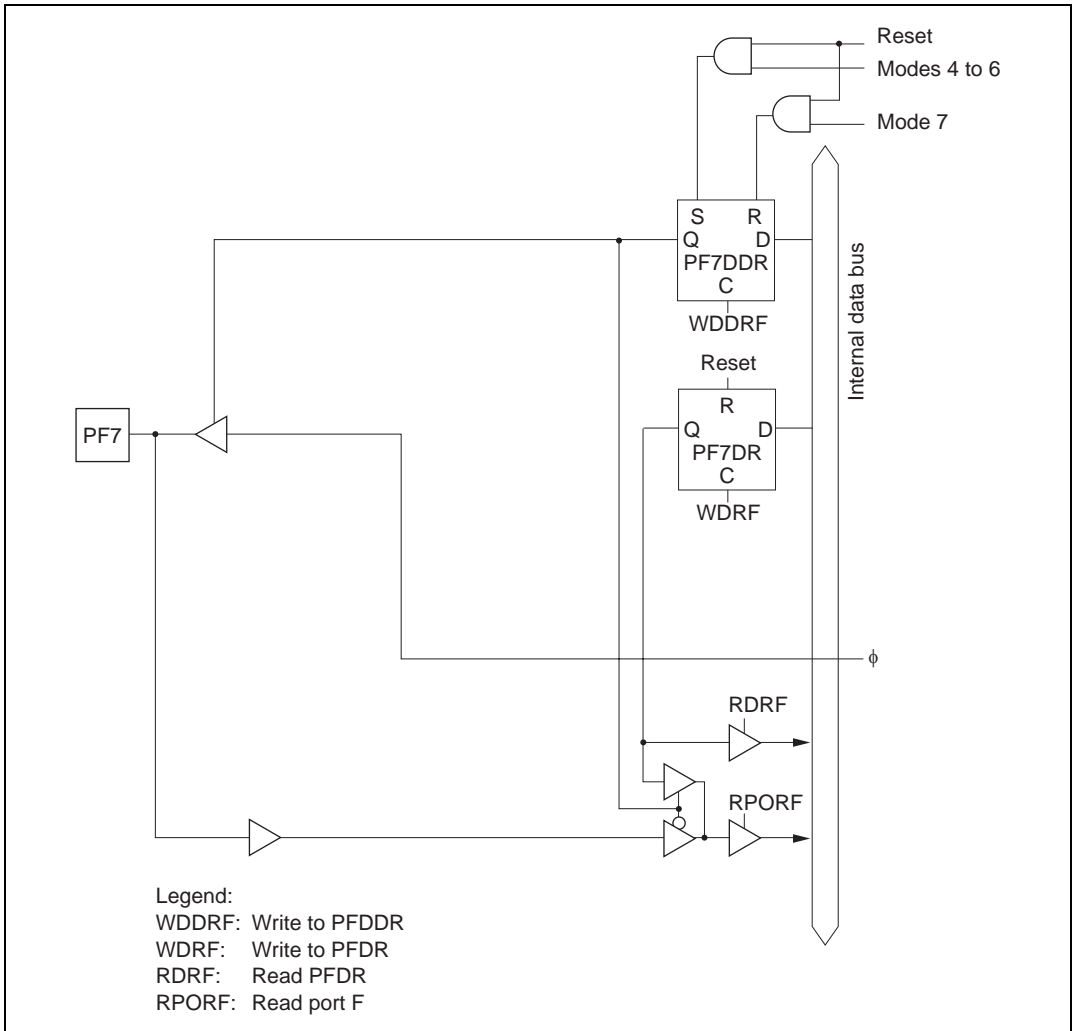 Reset
Modes 4 to 6
Mode 7
S R
Q D
PF7DDR
C
WDDRF
Internal data bus
Reset
R
PF7
Q D
PF7DR
C
WDRF
ϕ
RDRF
RPORF
Legend:
WDDRF: Write to PFDDR
WDRF: Write to PFDR
RDRF: Read PFDR
RPORF: Read port F